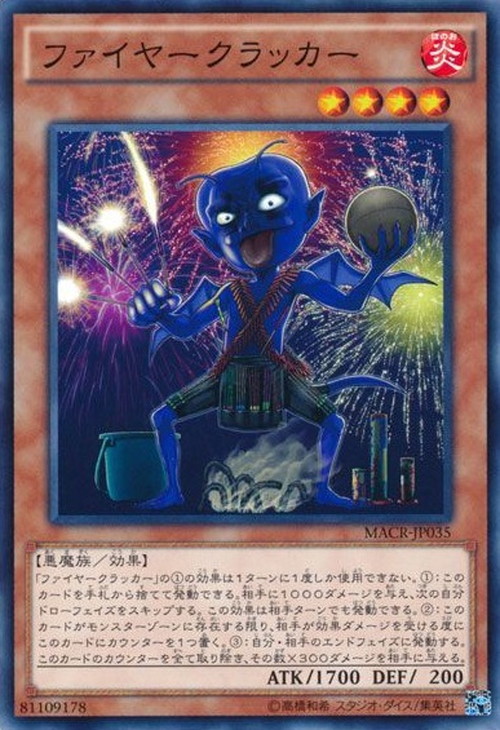 ファイヤークラッカー
炎
MACR-JP035
【悪魔族／効果】
「ファイヤークラッカー」の①の効果は１ターンに１度しか使用できない。①：この
カードを手札から捨てて発動できる。相手に１０００ダメージを与え、次の自分
ドローフェイズをスキップする。この効果は相手ターンでも発動できる。②：この
カードがモンスターゾーンに存在する限り、相手が効果ダメージを受ける度に
このカードにカウンターを１つ置く。③：自分・相手のエンドフェイズに発動する。
このカードのカウンターを全て取り除き、その数×３００ダメージを相手に与える。
ATK/1700 DEF/ 200
81109178
©高橋和希 スタジオ・ダイス/集英社